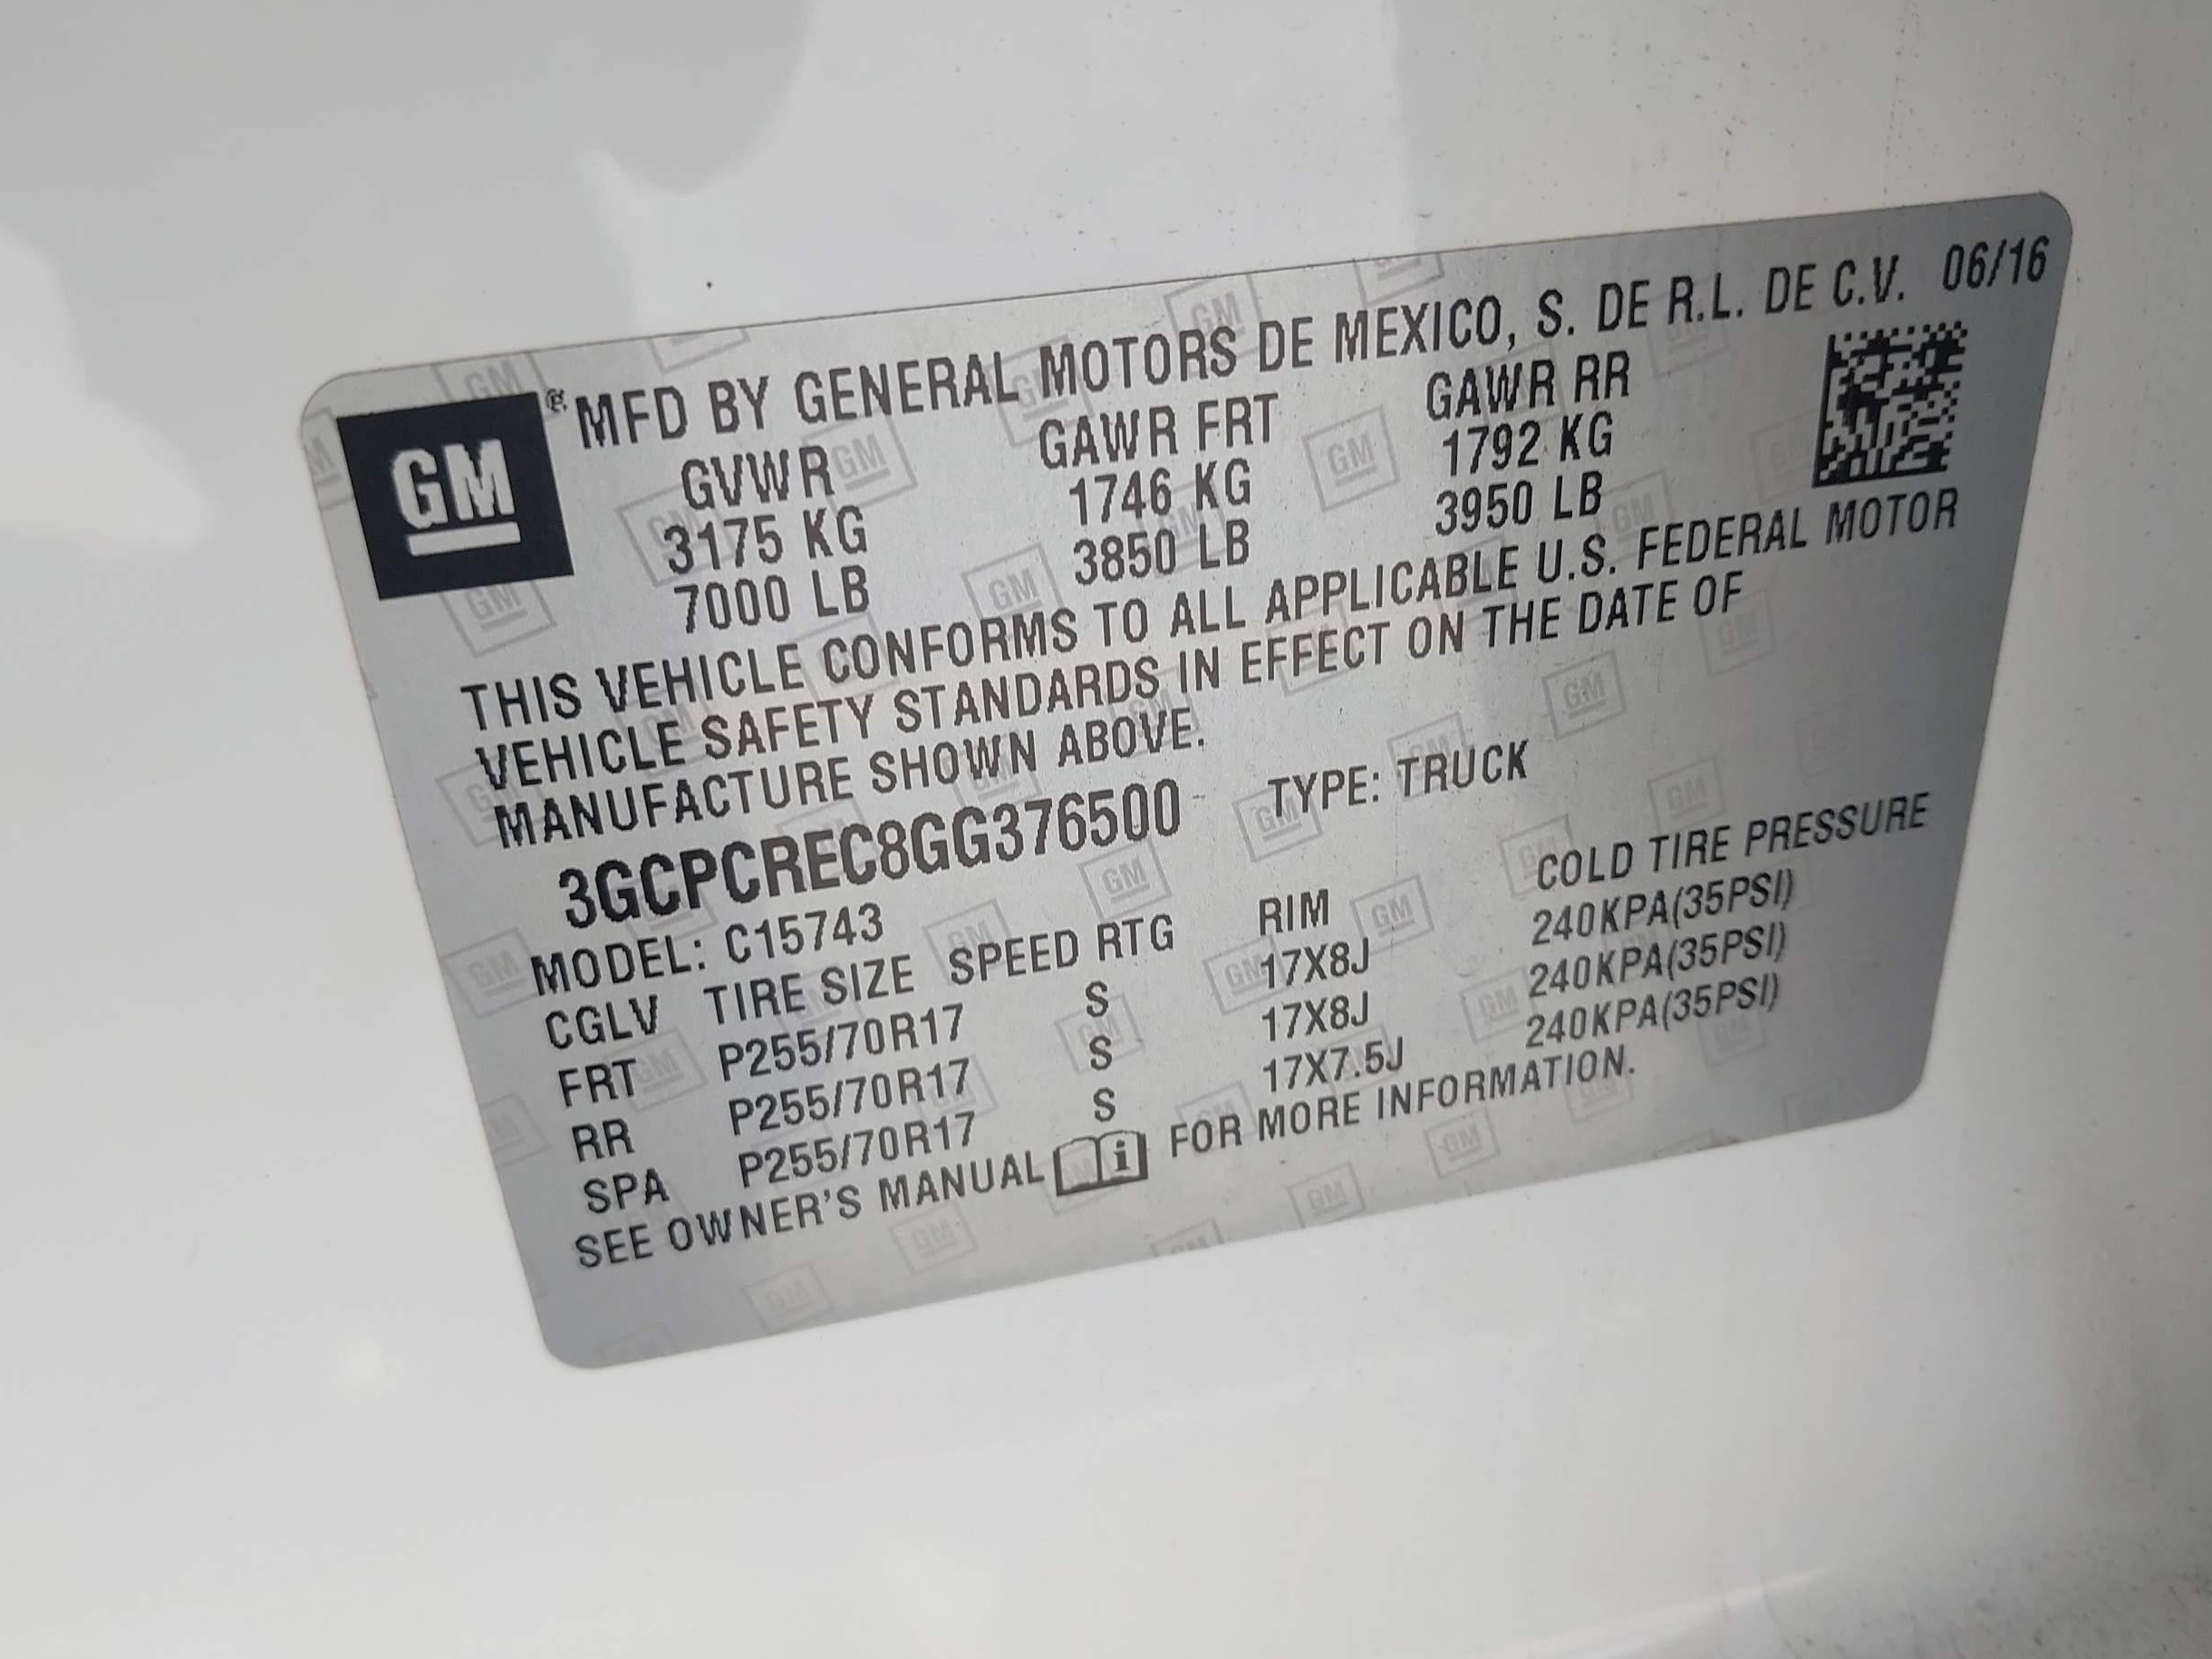 GM ® MFD BY GENERAL MOTORS DE MEXICO, S. DE R.L. DE C.V. 06/16
GVWR GAWR FRT GAWR RR
3175 KG 1746 KG 1792 KG
7000 LB 3850 LB 3950 LB
THIS VEHICLE CONFORMS TO ALL APPLICABLE U.S. FEDERAL MOTOR
VEHICLE SAFETY STANDARDS IN EFFECT ON THE DATE OF
MANUFACTURE SHOWN ABOVE.
3GCPCREC8GG376500 TYPE: TRUCK
MODEL: C15743
CGLV TIRE SIZE SPEED RTG RIM COLD TIRE PRESSURE
FRT P255/70R17 S 17X8J 240KPA(35PSI)
RR P255/70R17 S 17X8J 240KPA(35PSI)
SPA P255/70R17 S 17X7.5J 240KPA(35PSI)
SEE OWNER'S MANUAL i FOR MORE INFORMATION.